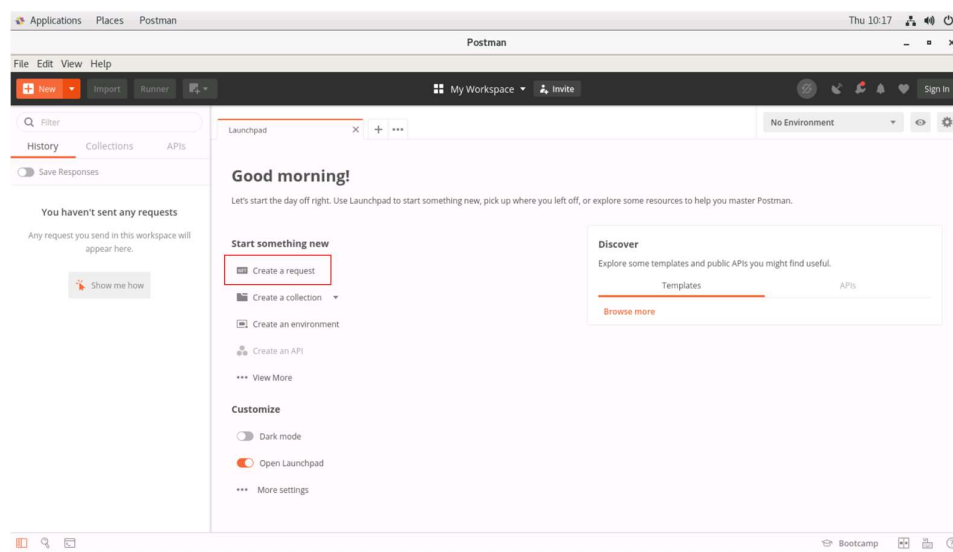 Applications Places Postman Thu 10:17
Postman
File Edit View Help
New Import Runner My Workspace Invite Sign In
Filter
History Collections APIs
Save Responses
You haven't sent any requests
Any request you send in this workspace will
appear here.
Show me how
Launchpad
No Environment
Good morning!
Let's start the day off right. Use Launchpad to start something new, pick up where you left off, or explore some resources to help you master Postman.
Start something new
GET Create a request
Create a collection
Create an environment
Create an API
View More
Customize
Dark mode
Open Launchpad
More settings
Discover
Explore some templates and public APIs you might find useful.
Templates APIs
Browse more
Bootcamp